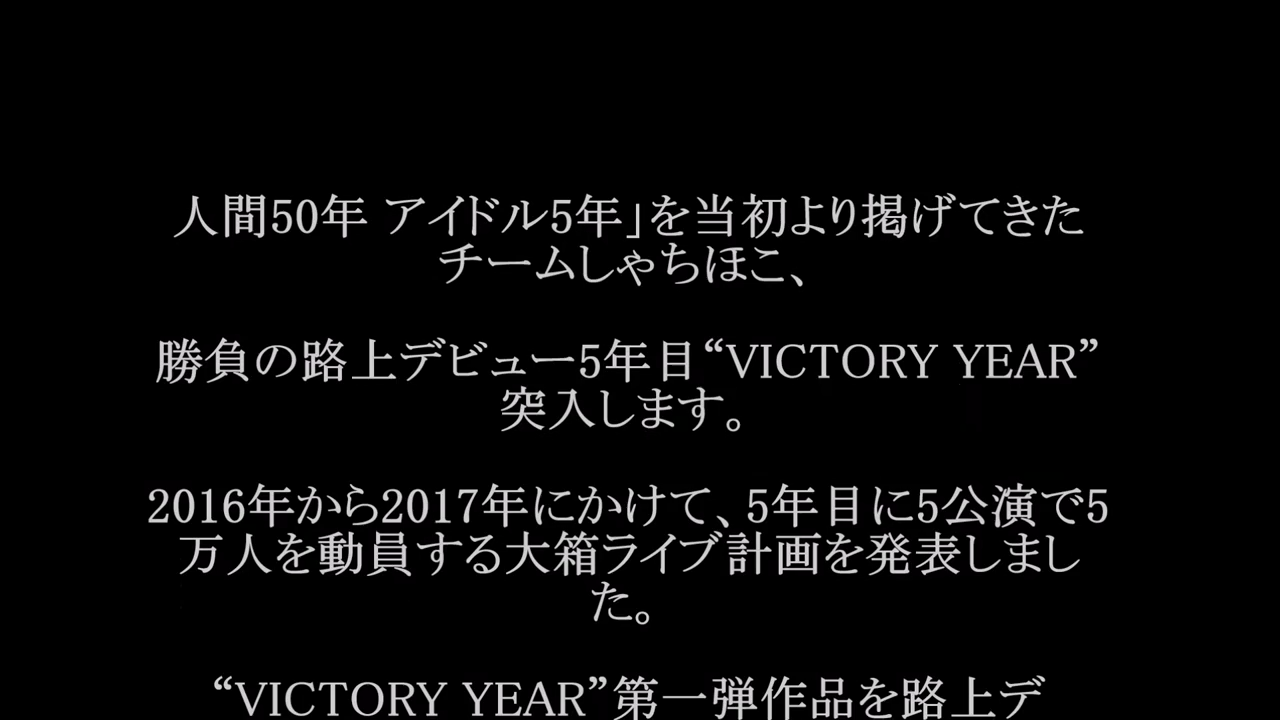 人間50年 アイドル5年」を当初より掲げてきた
チームしゃちほこ、
勝負の路上デビュー5年目“VICTORY YEAR”
突入します。
2016年から2017年にかけて、5年目に5公演で5
万人を動員する大箱ライブ計画を発表しまし
た。
“VICTORY YEAR”第一弾作品を路上デ